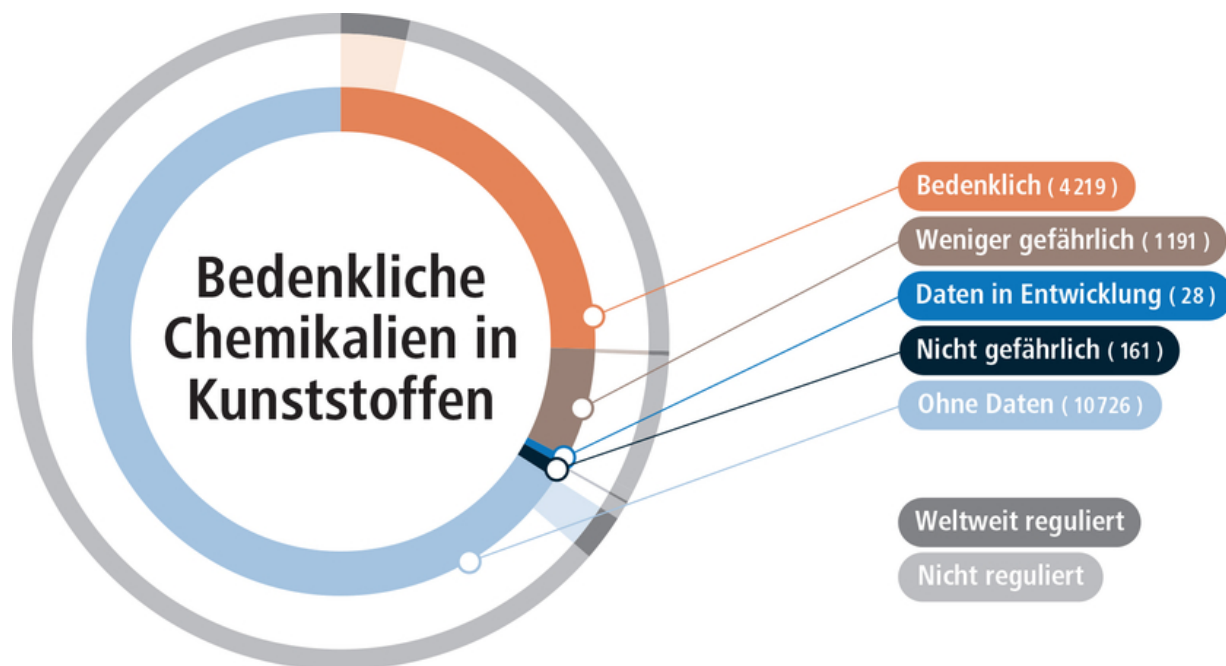 Bedenkliche
Chemikalien in
Kunststoffen
Bedenklich ( 4 219 )
Weniger gefährlich ( 1 191 )
Daten in Entwicklung ( 28 )
Nicht gefährlich ( 161 )
Ohne Daten ( 10 726 )
Weltweit reguliert
Nicht reguliert